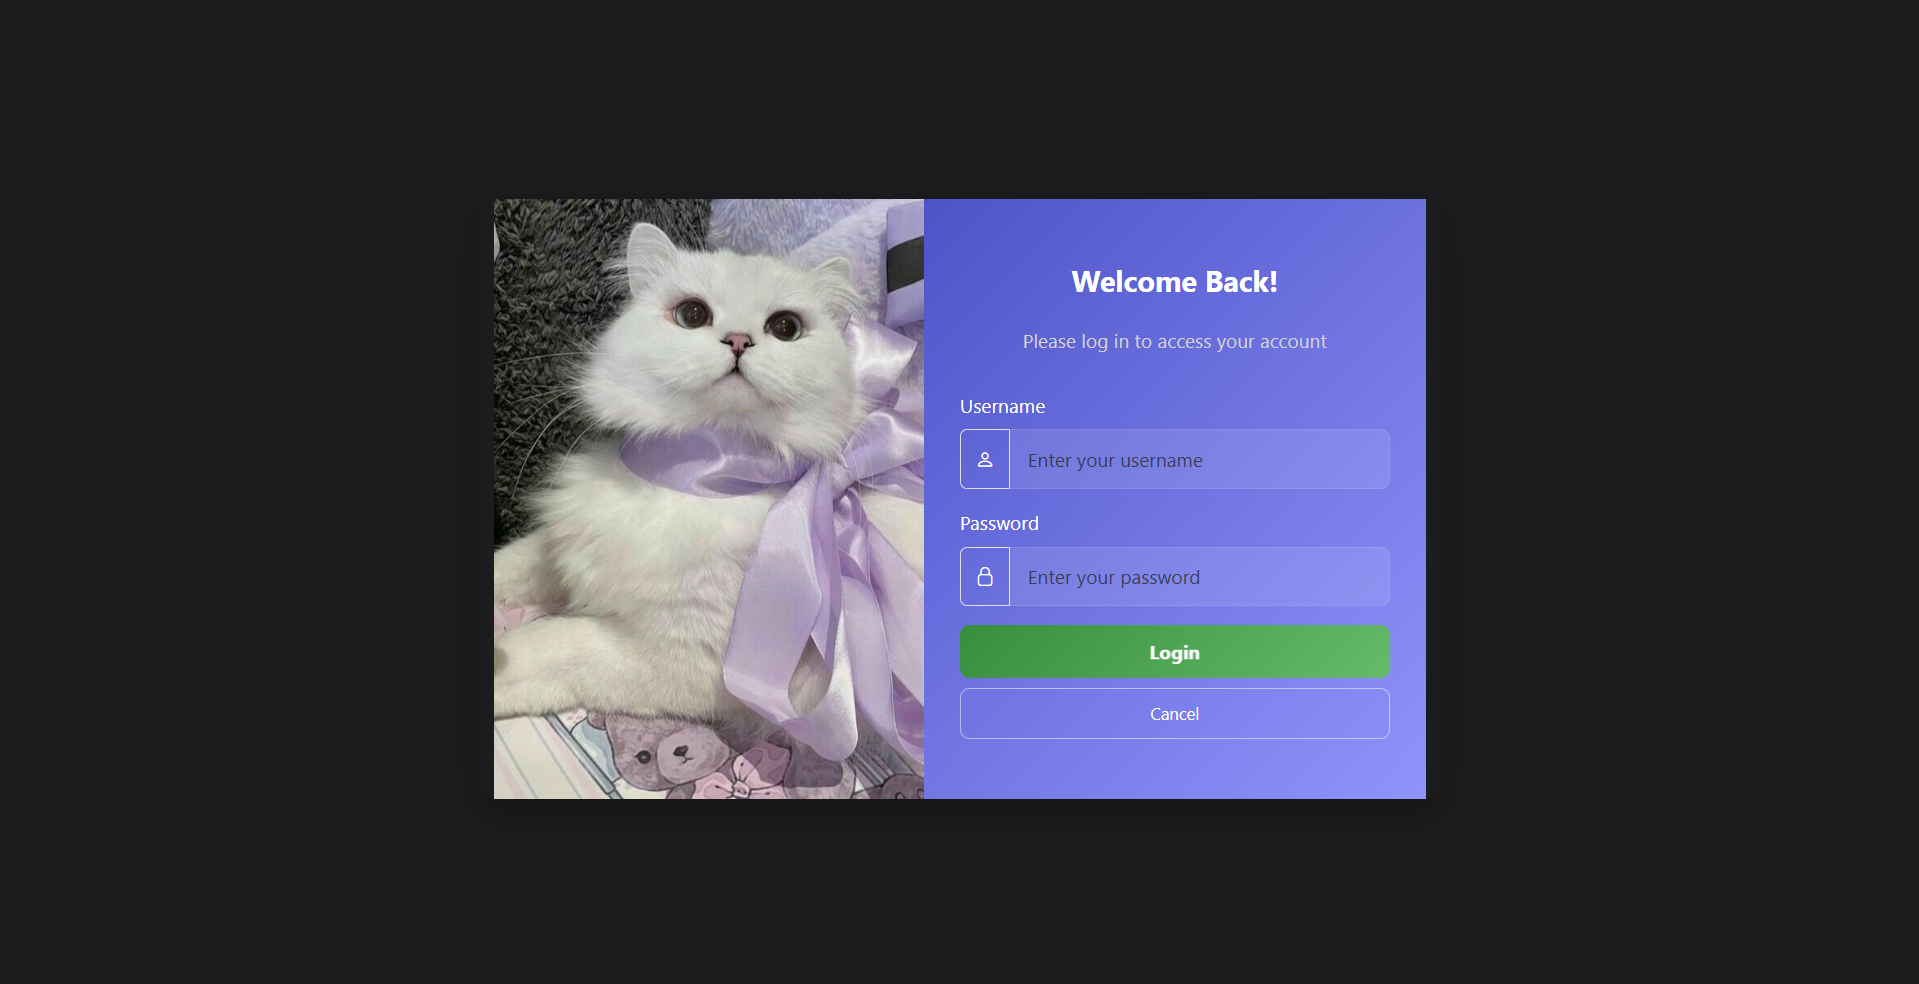 Welcome Back!
Please log in to access your account
Username
Enter your username
Password
Enter your password
Login
Cancel